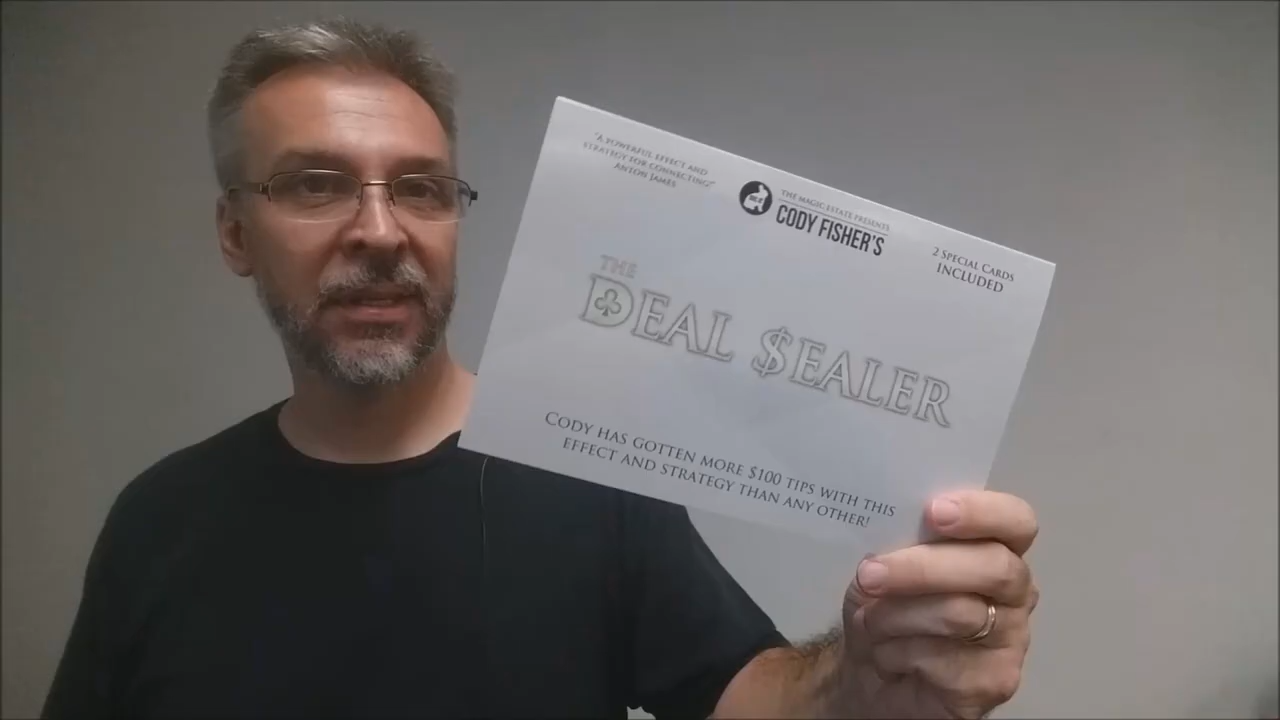 "A POWERFUL EFFECT AND
STRATEGY FOR CONNECTING!"
ANTON JAMES
THE MAGIC ESTATE PRESENTS
CODY FISHER'S
2 SPECIAL CARDS
INCLUDED
THE
DEAL $EALER
CODY HAS GOTTEN MORE $100 TIPS WITH THIS
EFFECT AND STRATEGY THAN ANY OTHER!